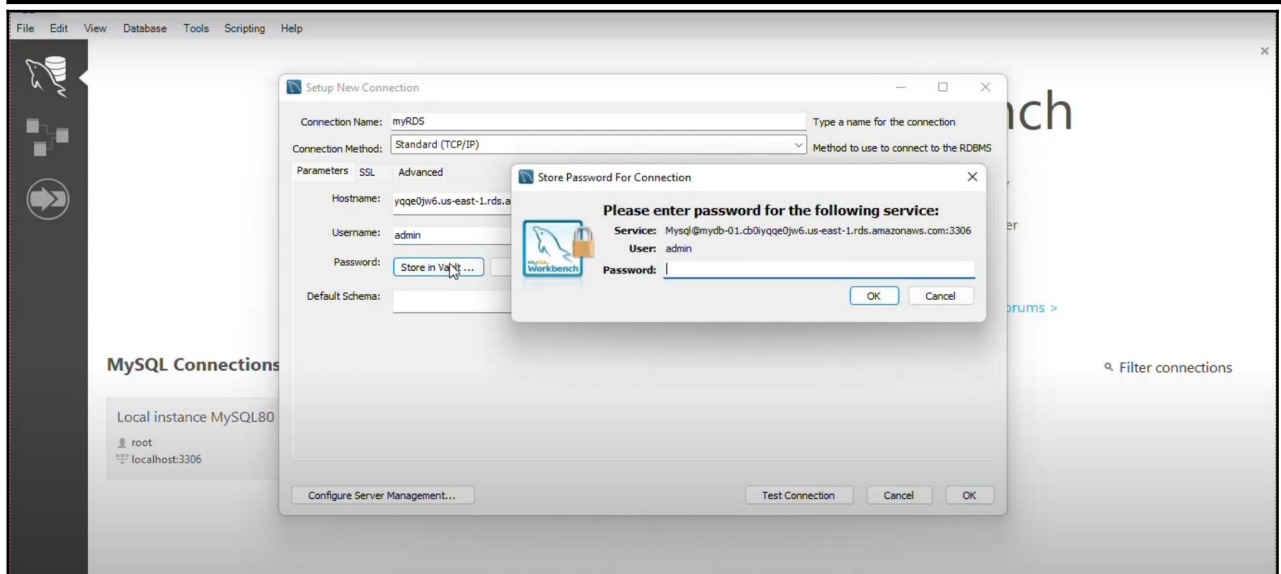 File Edit View Database Tools Scripting Help
Setup New Connection
Connection Name: myRDS Type a name for the connection
Connection Method: Standard (TCP/IP) Method to use to connect to the RDBMS
Parameters SSL Advanced
Hostname: yqqe0jw6.us-east-1.rds.a
Username: admin
Password: Store in Vault ...
Default Schema:
Store Password For Connection
Please enter password for the following service:
Service: Mysql@mydb-01.cb0iyqqe0jw6.us-east-1.rds.amazonaws.com:3306
User: admin
Password:
MySQL
Workbench
OK Cancel
nch
er
orums >
MySQL Connections
Filter connections
Local instance MySQL80
root
localhost:3306
Configure Server Management... Test Connection Cancel OK